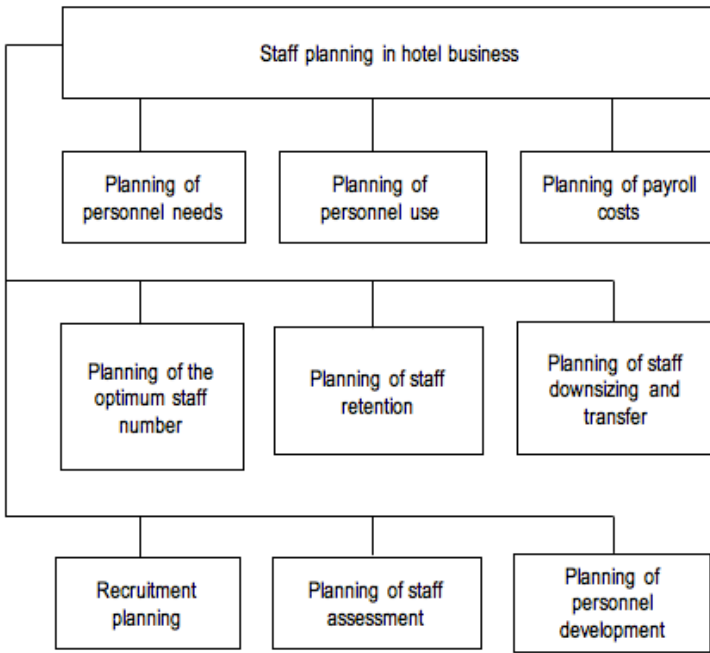 Staff planning in hotel business
Planning of
personnel needs
Planning of
personnel use
Planning of payroll
costs
Planning of the
optimum staff
number
Planning of staff
retention
Planning of staff
downsizing and
transfer
Recruitment
planning
Planning of staff
assessment
Planning of
personnel
development